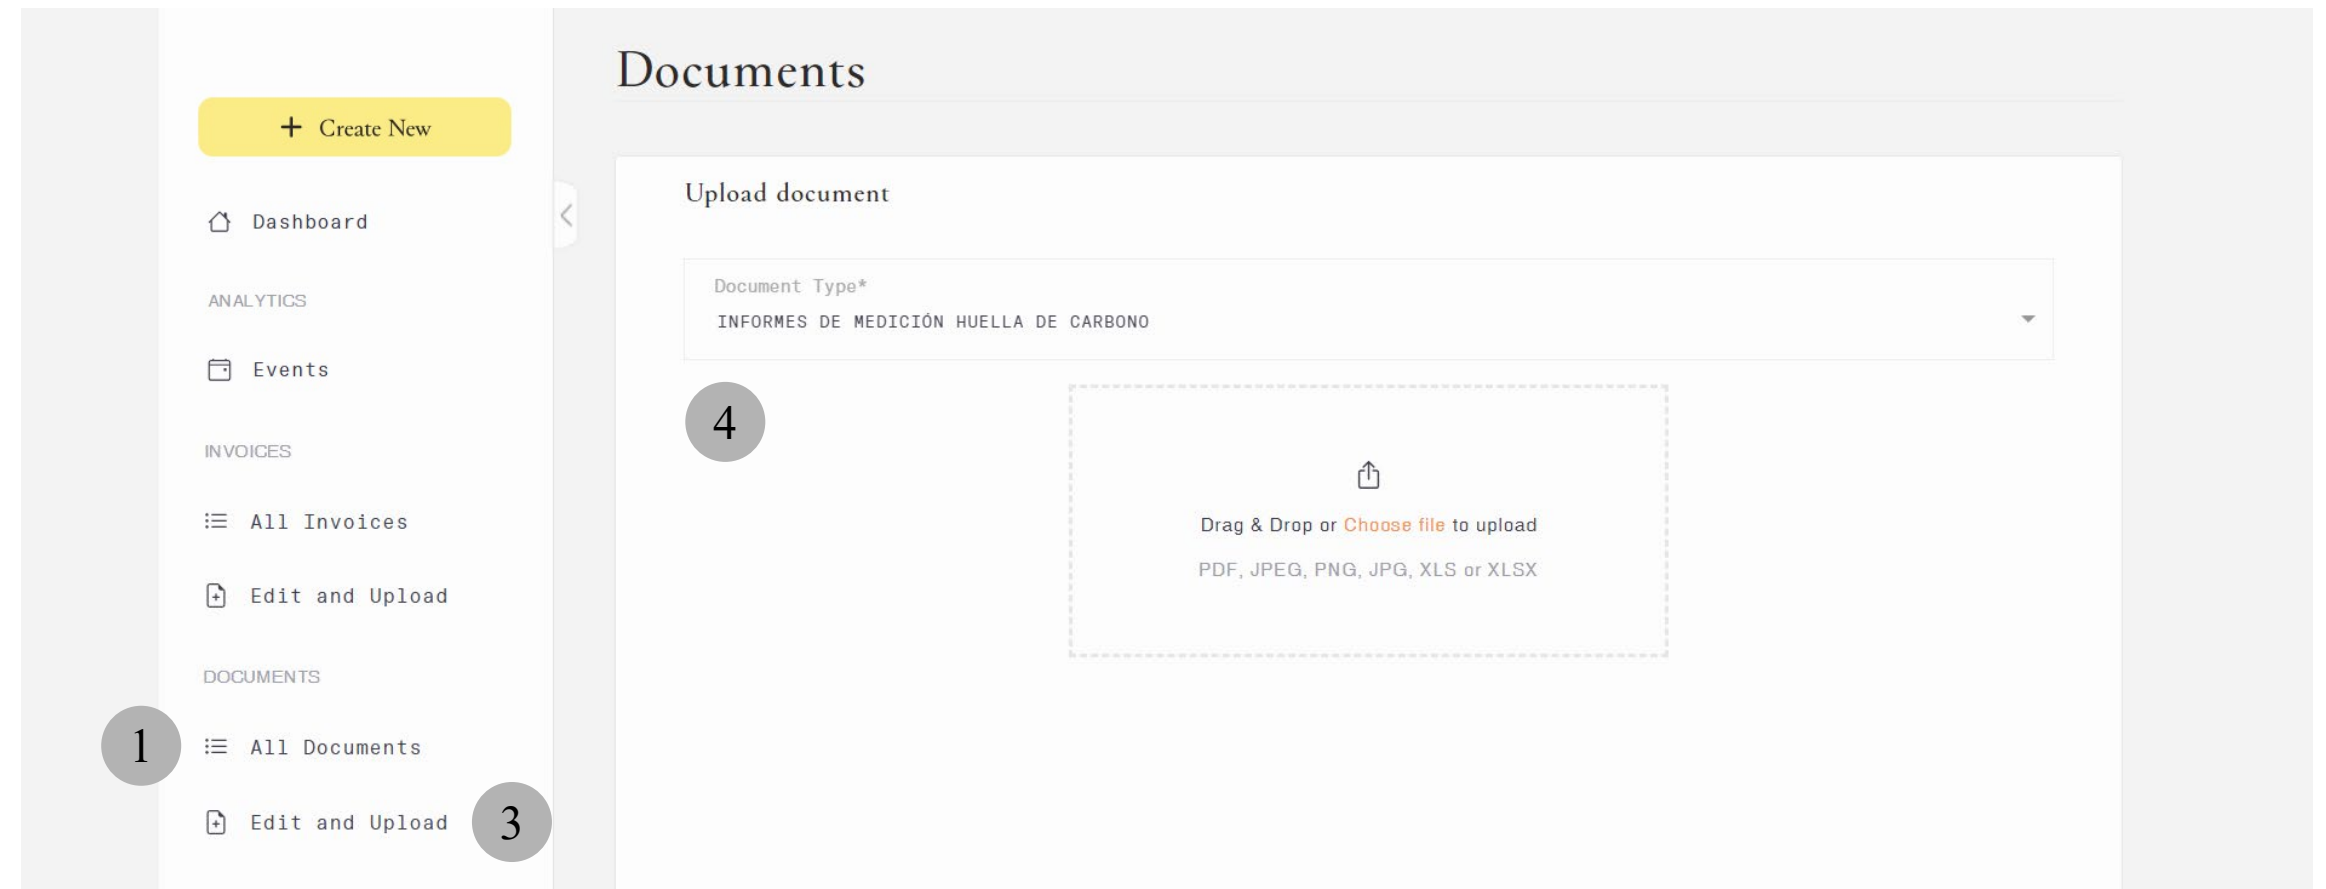 Documents
+ Create New
Upload document
Dashboard
Document Type*
ANALYTICS
INFORMES DE MEDICIÓN HUELLA DE CARBONO
Events
4
INVOICES
All Invoices
Drag & Drop or Choose file to upload
PDF, JPEG, PNG, JPG, XLS or XLSX
Edit and Upload
DOCUMENTS
1
All Documents
Edit and Upload
3